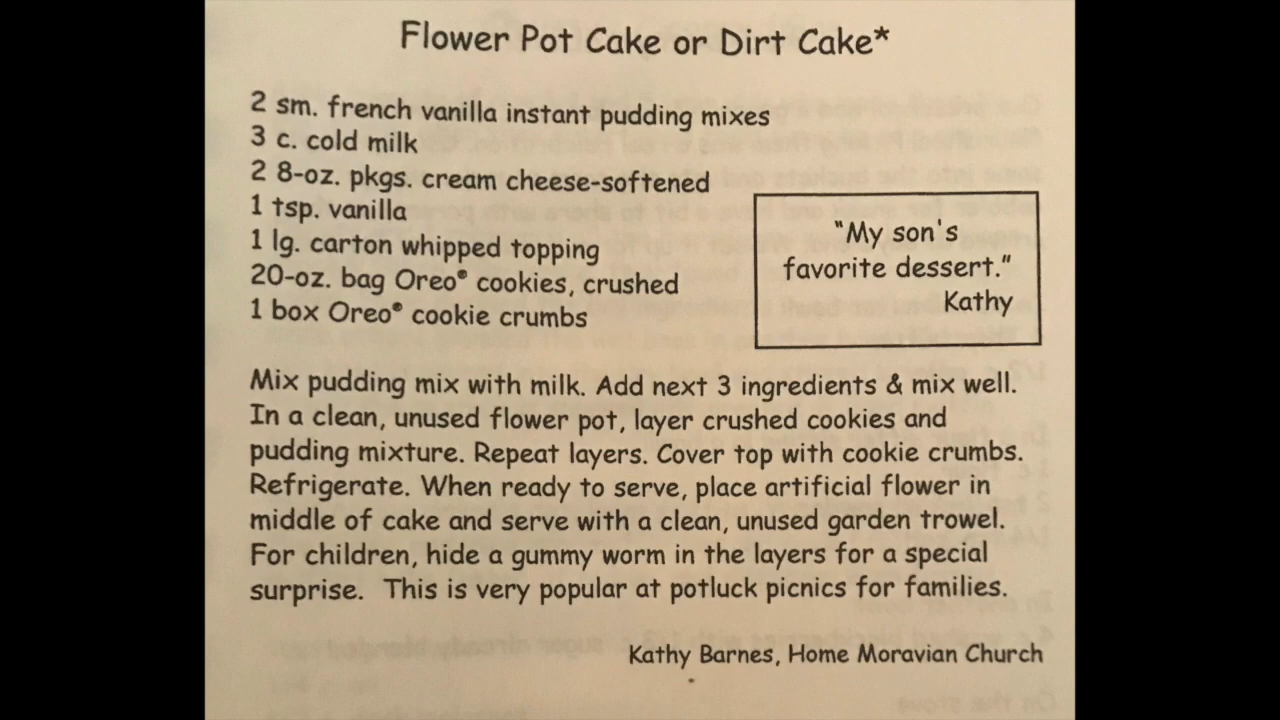 Flower Pot Cake or Dirt Cake*
2 sm. french vanilla instant pudding mixes
3 c. cold milk
2 8-oz. pkgs. cream cheese-softened
1 tsp. vanilla
1 lg. carton whipped topping
20-oz. bag Oreo® cookies, crushed
1 box Oreo® cookie crumbs
"My son's
favorite dessert."
Kathy
Mix pudding mix with milk. Add next 3 ingredients & mix well.
In a clean, unused flower pot, layer crushed cookies and
pudding mixture. Repeat layers. Cover top with cookie crumbs.
Refrigerate. When ready to serve, place artificial flower in
middle of cake and serve with a clean, unused garden trowel.
For children, hide a gummy worm in the layers for a special
surprise. This is very popular at potluck picnics for families.
Kathy Barnes, Home Moravian Church